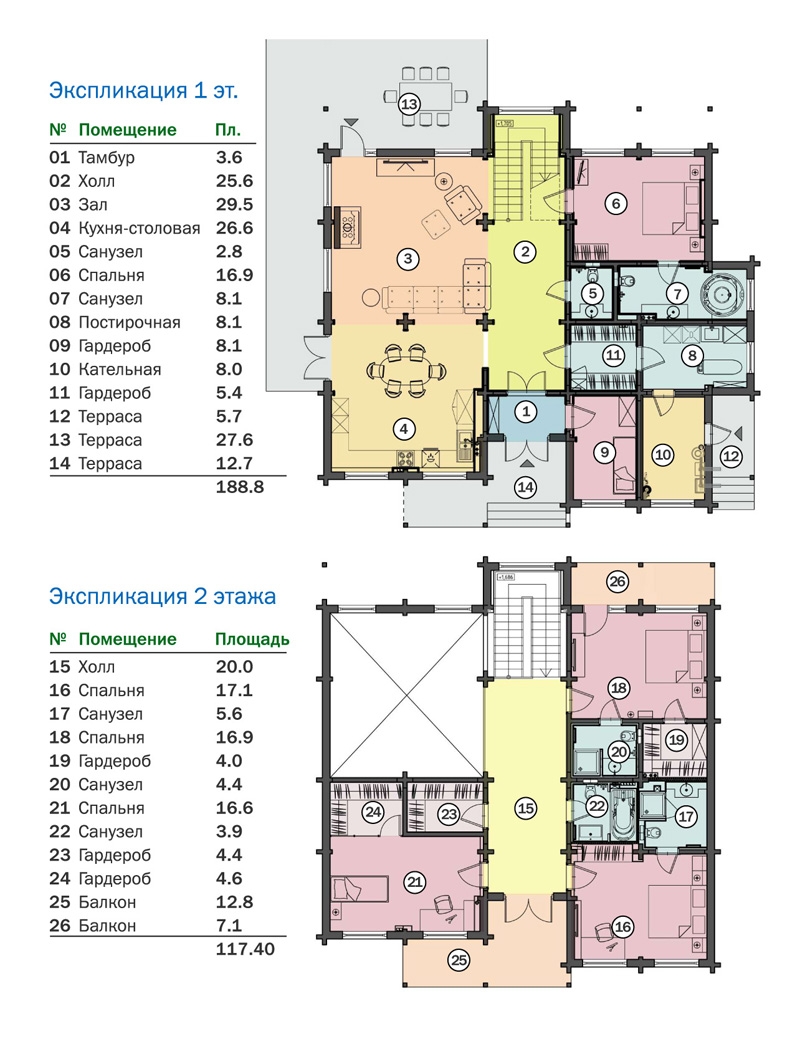 Экспликация 1 эт.
№ Помещение Пл.
01 Тамбур 3.6
02 Холл 25.6
03 Зал 29.5
04 Кухня-столовая 26.6
05 Санузел 2.8
06 Спальня 16.9
07 Санузел 8.1
08 Постирочная 8.1
09 Гардероб 8.1
10 Кательная 8.0
11 Гардероб 5.4
12 Терраса 5.7
13 Терраса 27.6
14 Терраса 12.7
188.8
13
6
3
2
5
7
11
8
1
4
9
10
12
14
Экспликация 2 этажа
№ Помещение Площадь
15 Холл 20.0
16 Спальня 17.1
17 Санузел 5.6
18 Спальня 16.9
19 Гардероб 4.0
20 Санузел 4.4
21 Спальня 16.6
22 Санузел 3.9
23 Гардероб 4.4
24 Гардероб 4.6
25 Балкон 12.8
26 Балкон 7.1
117.40
26
18
20
19
24
23
15
22
17
21
16
25